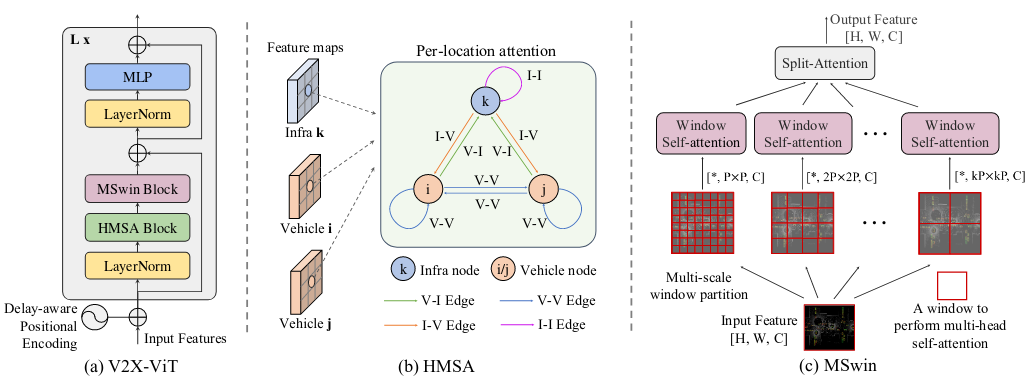 L x
MLP
LayerNorm
MSwin Block
HMSA Block
LayerNorm
Delay-aware
Positional
Encoding
Input Features
(a) V2X-ViT
Feature maps
Infra k
Vehicle i
Vehicle j
Per-location attention
I-I
k
I-V
I-V
V-I
V-I
V-V
i
j
V-V
V-V
V-V
k
Infra node
i/j
Vehicle node
V-I Edge
V-V Edge
I-V Edge
I-I Edge
(b) HMSA
Output Feature
[H, W, C]
Split-Attention
Window
Self-attention
Window
Self-attention
...
Window
Self-attention
[*, P×P, C]
[*, 2P×2P, C]
[*, kP×kP, C]
...
Multi-scale
window partition
Input Feature
[H, W, C]
A window to
perform multi-head
self-attention
(c) MSwin